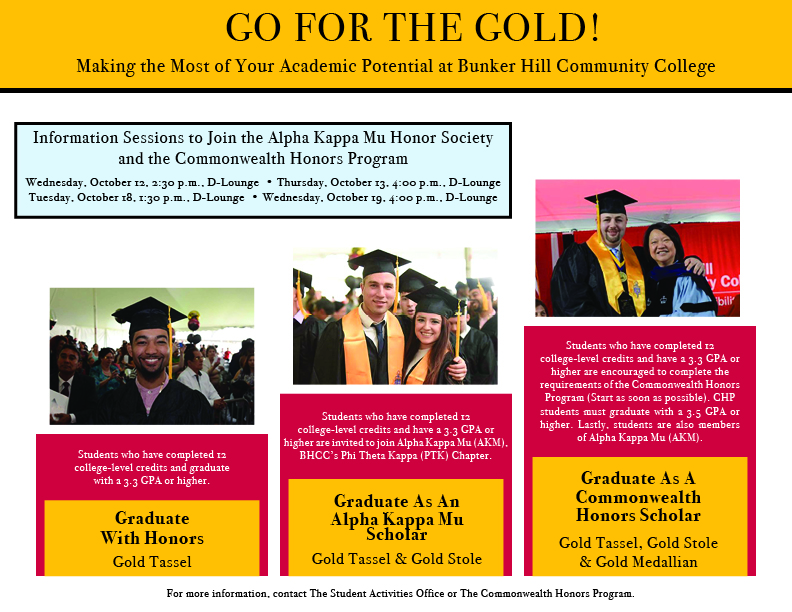 GO FOR THE GOLD!
Making the Most of Your Academic Potential at Bunker Hill Community College
Information Sessions to Join the Alpha Kappa Mu Honor Society
and the Commonwealth Honors Program
Wednesday, October 12, 2:30 p.m., D-Lounge • Thursday, October 13, 4:00 p.m., D-Lounge
Tuesday, October 18, 1:30 p.m., D-Lounge • Wednesday, October 19, 4:00 p.m., D-Lounge
Students who have completed 12
college-level credits and graduate
with a 3.3 GPA or higher.
Graduate
With Honors
Gold Tassel
Students who have completed 12
college-level credits and have a 3.3 GPA or
higher are invited to join Alpha Kappa Mu (AKM),
BHCC's Phi Theta Kappa (PTK) Chapter.
Graduate As An
Alpha Kappa Mu
Scholar
Gold Tassel & Gold Stole
Students who have completed 12
college-level credits and have a 3.3 GPA or
higher are encouraged to complete the
requirements of the Commonwealth Honors
Program (Start as soon as possible). CHP
students must graduate with a 3.5 GPA or
higher. Lastly, students are also members
of Alpha Kappa Mu (AKM).
Graduate As A
Commonwealth
Honors Scholar
Gold Tassel, Gold Stole
& Gold Medallian
For more information, contact The Student Activities Office or The Commonwealth Honors Program.